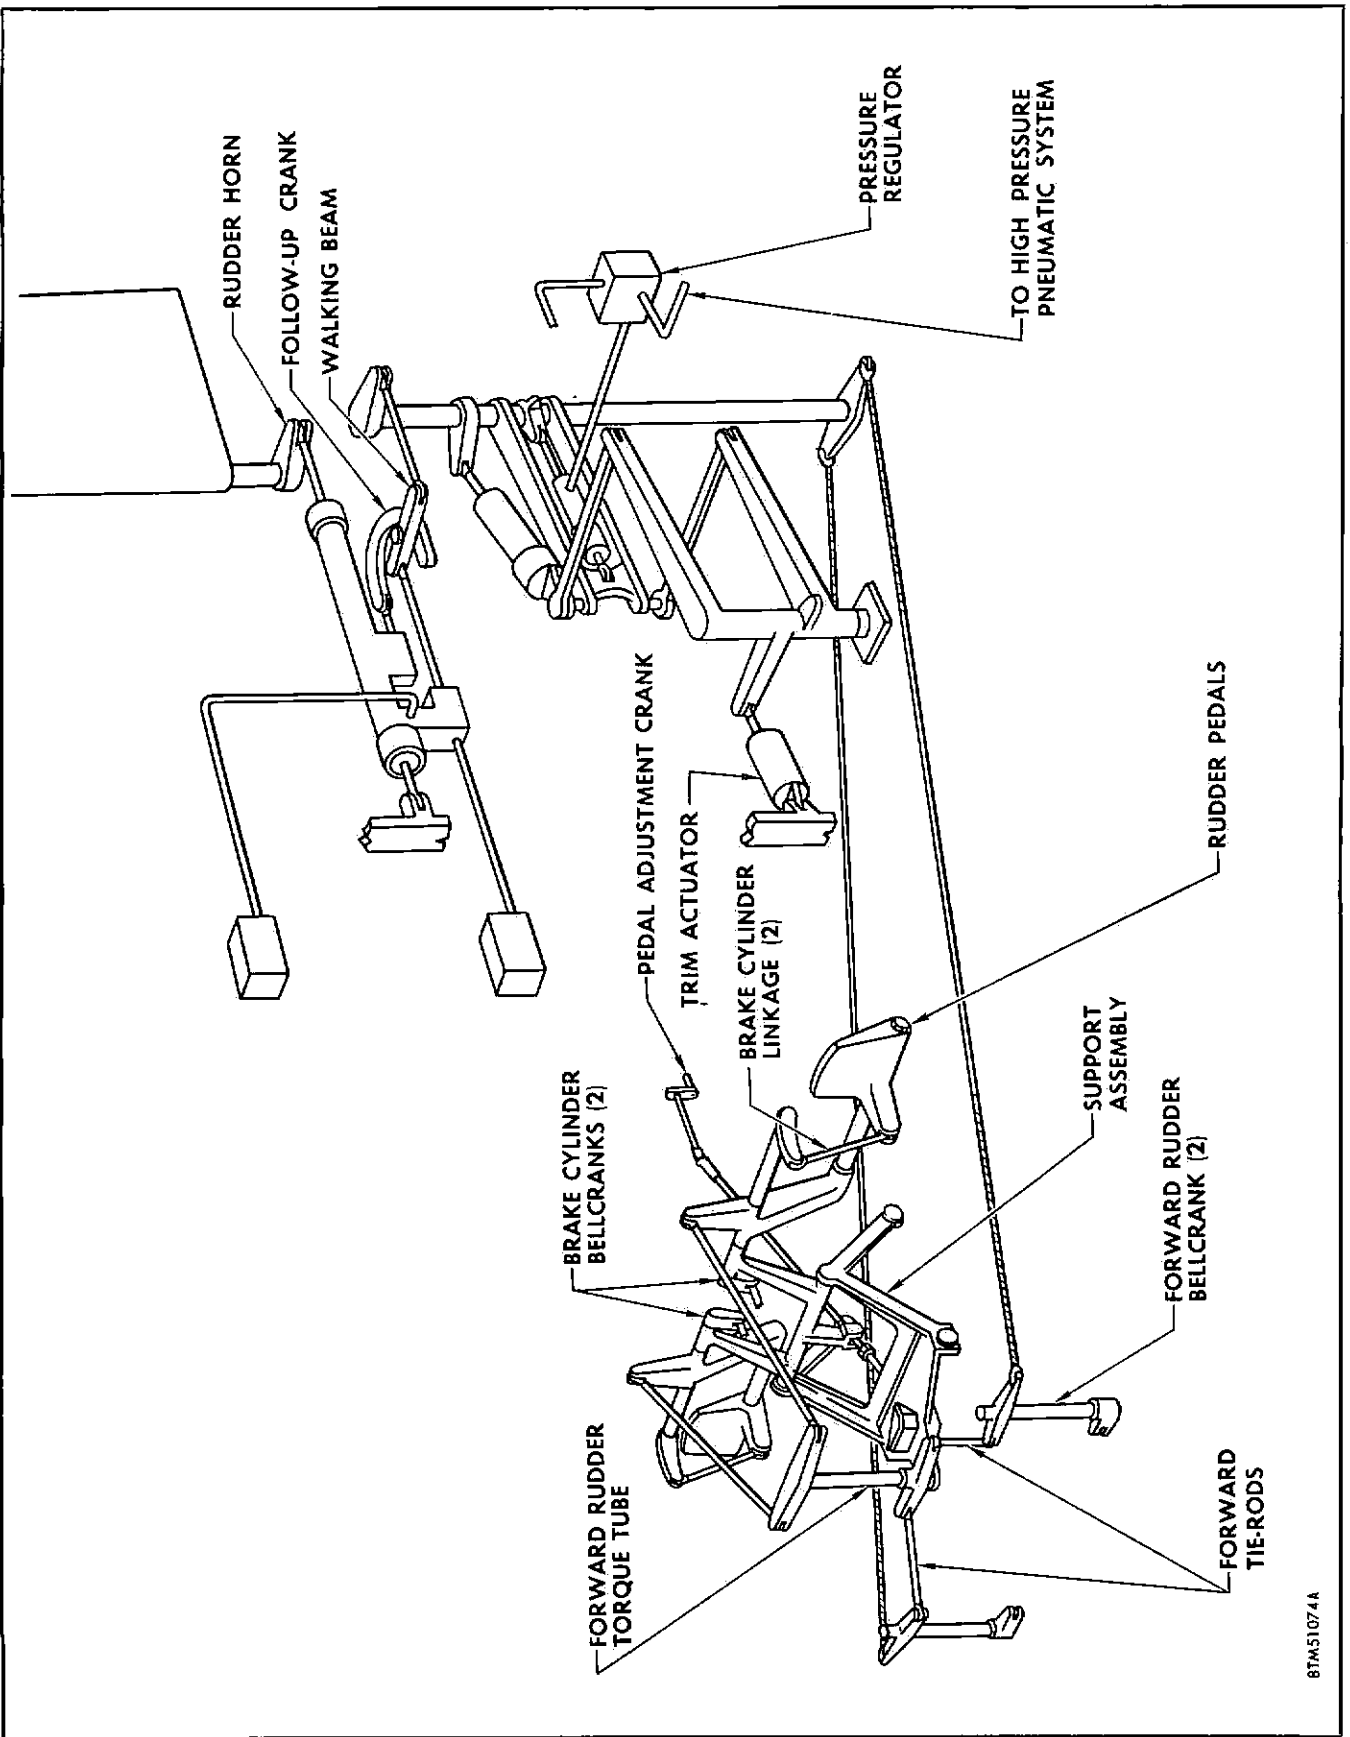 RUDDER HORN
FOLLOW-UP CRANK
WALKING BEAM
PRESSURE
REGULATOR
TO HIGH PRESSURE
PNEUMATIC SYSTEM
PEDAL ADJUSTMENT CRANK
TRIM ACTUATOR
BRAKE CYLINDER
LINKAGE (2)
RUDDER PEDALS
BRAKE CYLINDER
BELLCRANKS (2)
SUPPORT
ASSEMBLY
FORWARD RUDDER
BELLCRANK (2)
FORWARD RUDDER
TORQUE TUBE
FORWARD
TIE-RODS
BTM51074A